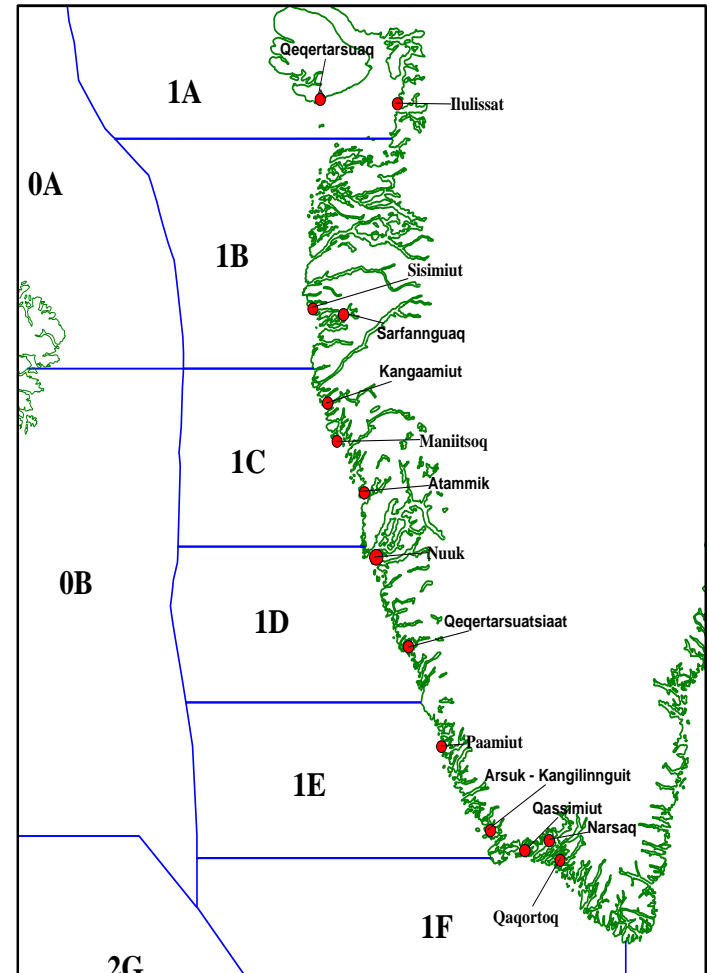 Qeqertarsuaq
1A
Ilulissat
0A
1B
Sisimiut
Sarfannguaq
Kangaamiut
Maniitsoq
1C
Atammik
Nuuk
0B
1D
Qeqertarsuatsiaat
Paamiut
1E
Arsuk - Kangilinnguit
Qassimiut
Narsaq
Qaqortoq
1F
2G